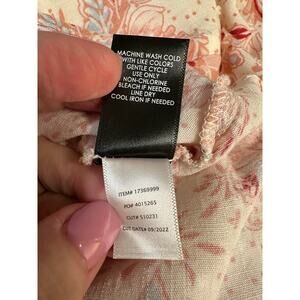 MACHINE WASH COLD
WITH LIKE COLORS
GENTLE CYCLE
USE ONLY
NON-CHLORINE
BLEACH IF NEEDED
LINE DRY
COOL IRON IF NEEDED
ITEM# 17369999
PO# 4015265
CUT# 510231
CUT DATE# 09/2022